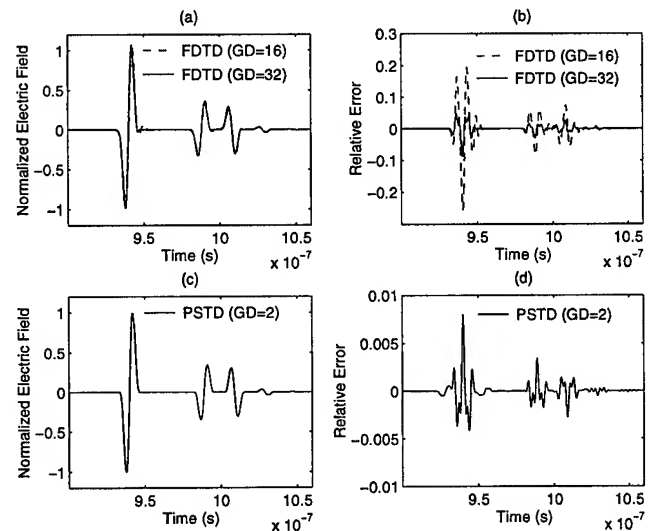 (a)
Normalized Electric Field
FDTD (GD=16)
FDTD (GD=32)
1
0.5
0
-0.5
-1
9.5
10
10.5
Time (s)
x 10⁻⁷
(b)
Relative Error
FDTD (GD=16)
FDTD (GD=32)
0.3
0.2
0.1
0
-0.1
-0.2
9.5
10
10.5
Time (s)
x 10⁻⁷
(c)
Normalized Electric Field
PSTD (GD=2)
1
0.5
0
-0.5
-1
9.5
10
10.5
Time (s)
x 10⁻⁷
(d)
Relative Error
PSTD (GD=2)
0.01
0.005
0
-0.005
-0.01
9.5
10
10.5
Time (s)
x 10⁻⁷